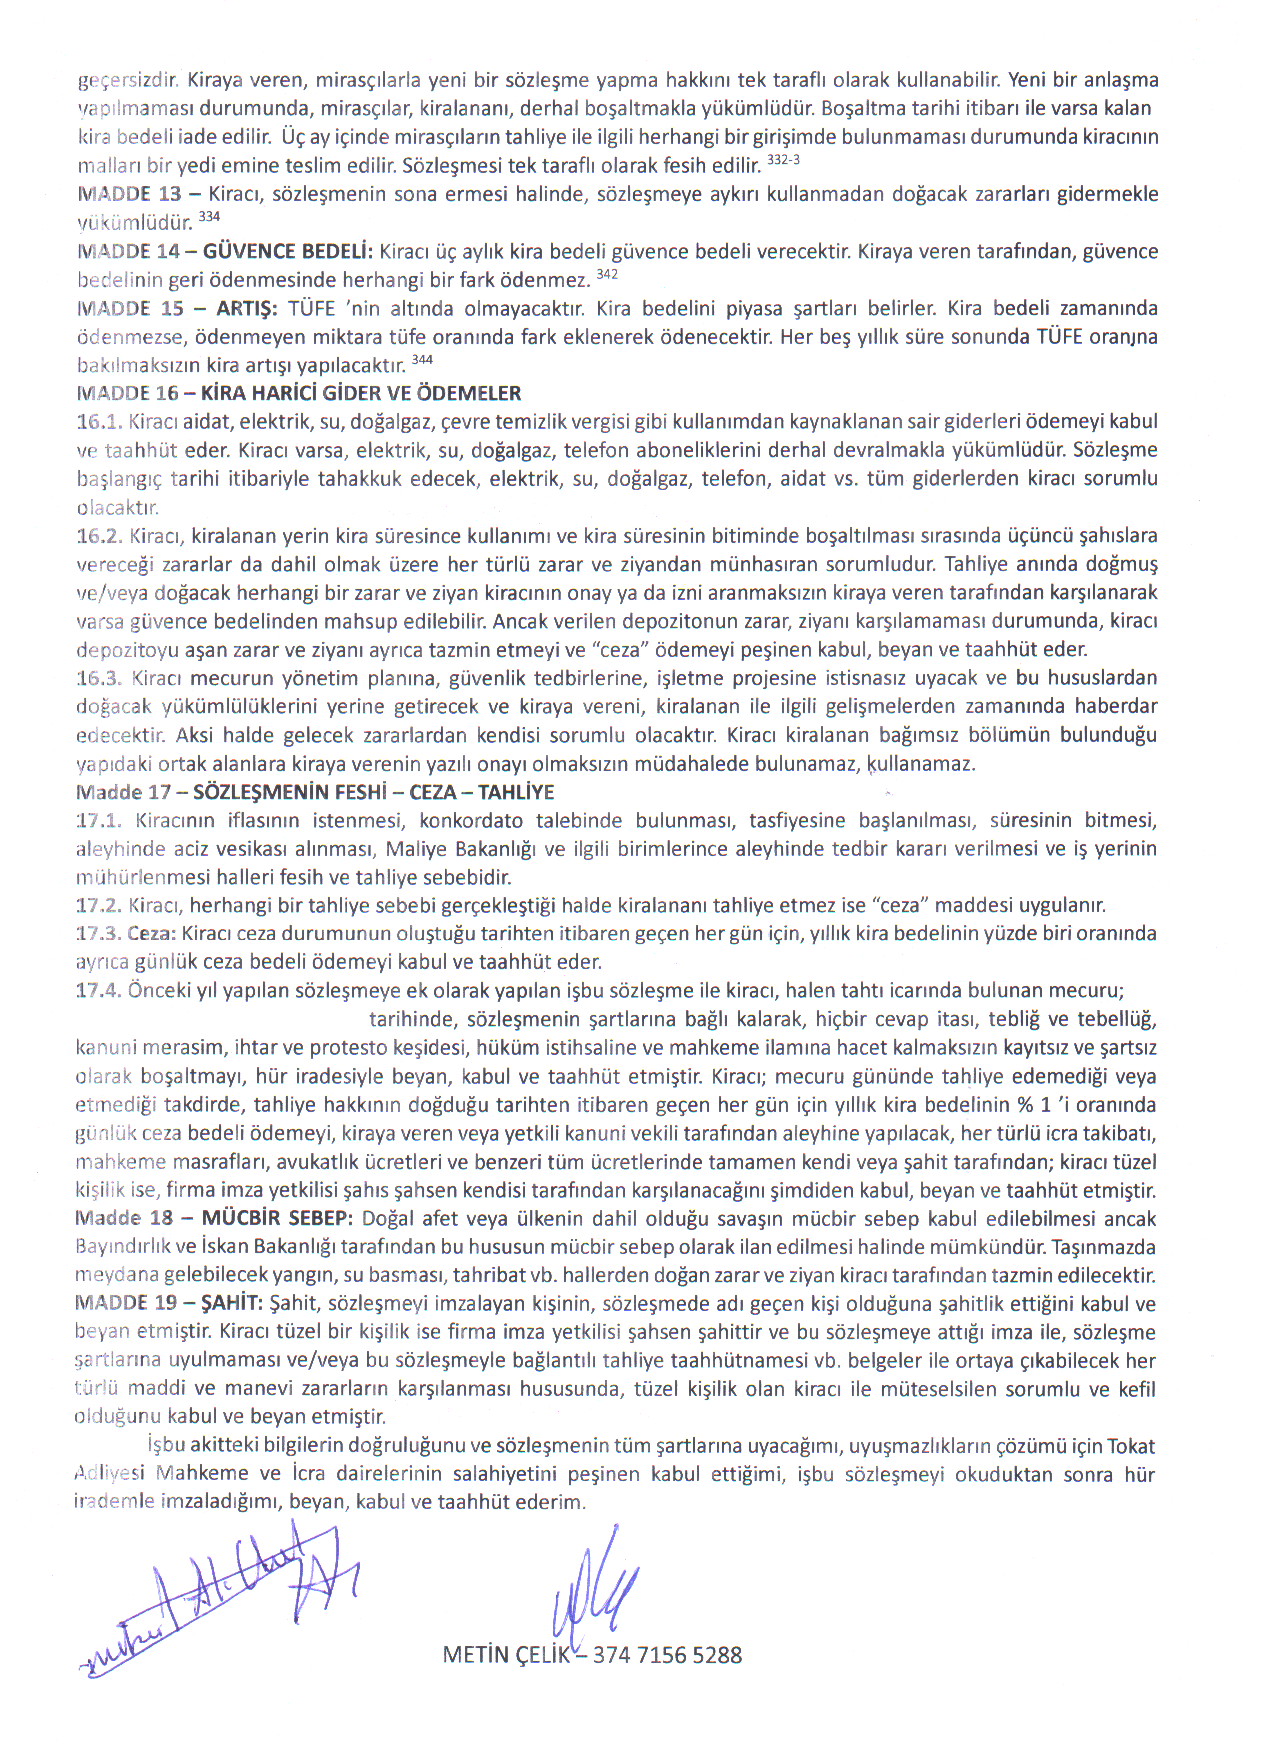 geçersizdir. Kiraya veren, mirasçılarla yeni bir sözleşme yapma hakkını tek taraflı olarak kullanabilir. Yeni bir anlaşma
yapılmaması durumunda, mirasçılar, kiralananı, derhal boşaltmakla yükümlüdür. Boşaltma tarihi itibarı ile varsa kalan
kira bedeli iade edilir. Üç ay içinde mirasçıların tahliye ile ilgili herhangi bir girişimde bulunmaması durumunda kiracının
malları bir yedi emine teslim edilir. Sözleşmesi tek taraflı olarak fesih edilir. 332-3
MADDE 13 – Kiracı, sözleşmenin sona ermesi halinde, sözleşmeye aykırı kullanmadan doğacak zararları gidermekle
yükümlüdür. 334
MADDE 14 – GÜVENCE BEDELİ: Kiracı üç aylık kira bedeli güvence bedeli verecektir. Kiraya veren tarafından, güvence
bedelinin geri ödenmesinde herhangi bir fark ödenmez. 342
MADDE 15 – ARTIŞ: TÜFE 'nin altında olmayacaktır. Kira bedelini piyasa şartları belirler. Kira bedeli zamanında
ödenmezse, ödenmeyen miktara tüfe oranında fark eklenerek ödenecektir. Her beş yıllık süre sonunda TÜFE oranına
bakılmaksızın kira artışı yapılacaktır. 344
MADDE 16 – KİRA HARİCİ GİDER VE ÖDEMELER
16.1. Kiracı aidat, elektrik, su, doğalgaz, çevre temizlik vergisi gibi kullanımdan kaynaklanan sair giderleri ödemeyi kabul
ve taahhüt eder. Kiracı varsa, elektrik, su, doğalgaz, telefon aboneliklerini derhal devralmakla yükümlüdür. Sözleşme
başlangıç tarihi itibariyle tahakkuk edecek, elektrik, su, doğalgaz, telefon, aidat vs. tüm giderlerden kiracı sorumlu
olacaktır.
16.2. Kiracı, kiralanan yerin kira süresince kullanımı ve kira süresinin bitiminde boşaltılması sırasında üçüncü şahıslara
vereceği zararlar da dahil olmak üzere her türlü zarar ve ziyandan münhasıran sorumludur. Tahliye anında doğmuş
ve/veya doğacak herhangi bir zarar ve ziyan kiracının onay ya da izni aranmaksızın kiraya veren tarafından karşılanarak
varsa güvence bedelinden mahsup edilebilir. Ancak verilen depozitonun zarar, ziyanı karşılamaması durumunda, kiracı
depozitoyu aşan zarar ve ziyanı ayrıca tazmin etmeyi ve “ceza” ödemeyi peşinen kabul, beyan ve taahhüt eder.
16.3. Kiracı mecurun yönetim planına, güvenlik tedbirlerine, işletme projesine istisnasız uyacak ve bu hususlardan
doğacak yükümlülüklerini yerine getirecek ve kiraya vereni, kiralanan ile ilgili gelişmelerden zamanında haberdar
edecektir. Aksi halde gelecek zararlardan kendisi sorumlu olacaktır. Kiracı kiralanan bağımsız bölümün bulunduğu
yapıdaki ortak alanlara kiraya verenin yazılı onayı olmaksızın müdahalede bulunamaz, kullanamaz.
Madde 17 – SÖZLEŞMENİN FESHİ – CEZA – TAHLİYE
17.1. Kiracının iflasının istenmesi, konkordato talebinde bulunması, tasfiyesine başlanılması, süresinin bitmesi,
aleyhinde aciz vesikası alınması, Maliye Bakanlığı ve ilgili birimlerince aleyhinde tedbir kararı verilmesi ve iş yerinin
mühürlenmesi halleri fesih ve tahliye sebebidir.
17.2. Kiracı, herhangi bir tahliye sebebi gerçekleştiği halde kiralananı tahliye etmez ise “ceza” maddesi uygulanır.
17.3. Ceza: Kiracı ceza durumunun oluştuğu tarihten itibaren geçen her gün için, yıllık kira bedelinin yüzde biri oranında
ayrıca günlük ceza bedeli ödemeyi kabul ve taahhüt eder.
17.4. Önceki yıl yapılan sözleşmeye ek olarak yapılan işbu sözleşme ile kiracı, halen tahtı icarında bulunan mecuru;
tarihinde, sözleşmenin şartlarına bağlı kalarak, hiçbir cevap itası, tebliğ ve tebellüğ,
kanuni merasim, ihtar ve protesto keşidesi, hüküm istihsaline ve mahkeme ilamına hacet kalmaksızın kayıtsız ve şartsız
olarak boşaltmayı, hür iradesiyle beyan, kabul ve taahhüt etmiştir. Kiracı; mecuru gününde tahliye edemediği veya
etmediği takdirde, tahliye hakkının doğduğu tarihten itibaren geçen her gün için yıllık kira bedelinin % 1 'i oranında
günlük ceza bedeli ödemeyi, kiraya veren veya yetkili kanuni vekili tarafından aleyhine yapılacak, her türlü icra takibatı,
mahkeme masrafları, avukatlık ücretleri ve benzeri tüm ücretlerinde tamamen kendi veya şahit tarafından; kiracı tüzel
kişilik ise, firma imza yetkilisi şahıs şahsen kendisi tarafından karşılanacağını şimdiden kabul, beyan ve taahhüt etmiştir.
Madde 18 – MÜCBİR SEBEP: Doğal afet veya ülkenin dahil olduğu savaşın mücbir sebep kabul edilebilmesi ancak
Bayındırlık ve İskan Bakanlığı tarafından bu hususun mücbir sebep olarak ilan edilmesi halinde mümkündür. Taşınmazda
meydana gelebilecek yangın, su basması, tahribat vb. hallerden doğan zarar ve ziyan kiracı tarafından tazmin edilecektir.
MADDE 19 – ŞAHİT: Şahit, sözleşmeyi imzalayan kişinin, sözleşmede adı geçen kişi olduğuna şahitlik ettiğini kabul ve
beyan etmiştir. Kiracı tüzel bir kişilik ise firma imza yetkilisi şahsen şahittir ve bu sözleşmeye attığı imza ile, sözleşme
şartlarına uyulmaması ve/veya bu sözleşmeyle bağlantılı tahliye taahhütnamesi vb. belgeler ile ortaya çıkabilecek her
türlü maddi ve manevi zararların karşılanması hususunda, tüzel kişilik olan kiracı ile müteselsilen sorumlu ve kefil
olduğunu kabul ve beyan etmiştir.
İşbu akitteki bilgilerin doğruluğunu ve sözleşmenin tüm şartlarına uyacağımı, uyuşmazlıkların çözümü için Tokat
Adliyesi Mahkeme ve İcra dairelerinin salahiyetini peşinen kabul ettiğimi, işbu sözleşmeyi okuduktan sonra hür
irademle imzaladığımı, beyan, kabul ve taahhüt ederim.
METİN ÇELİK – 374 7156 5288